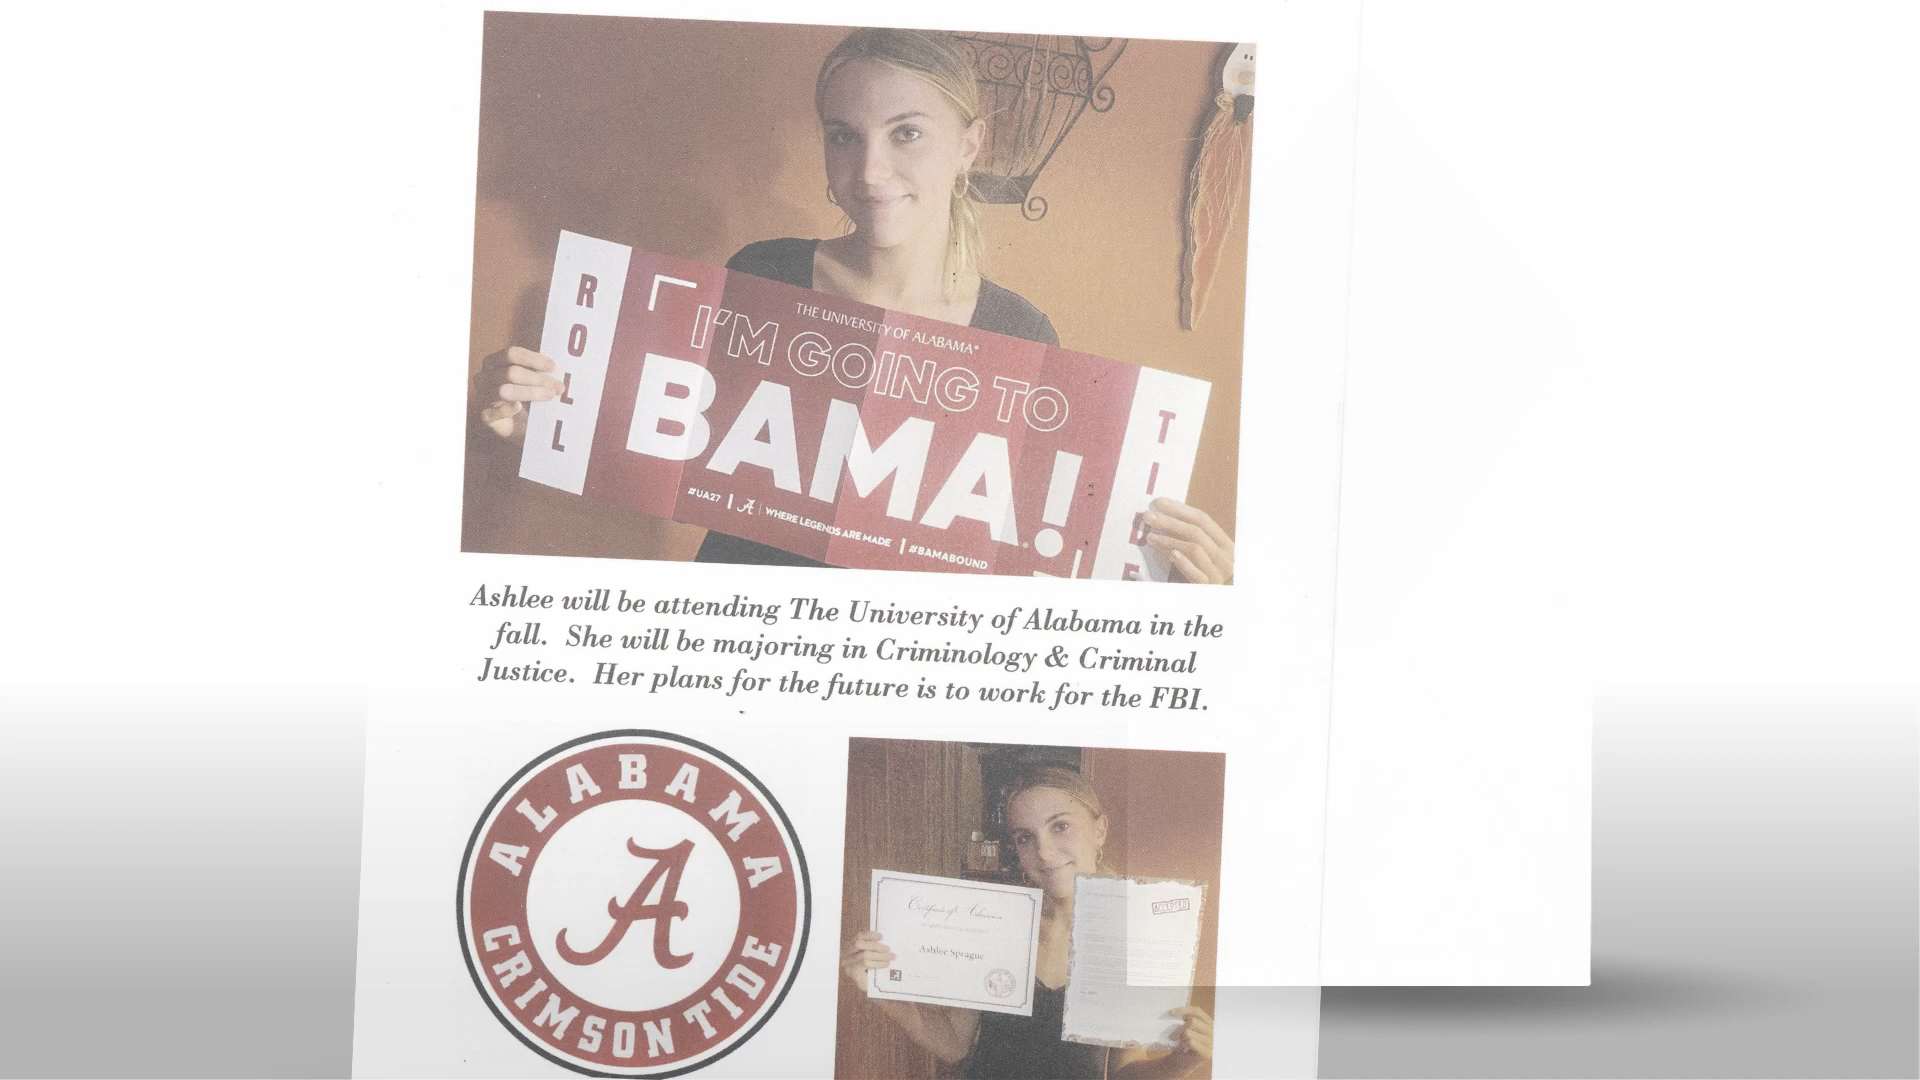 ROLL
THE UNIVERSITY OF ALABAMA®
I'M GOING TO
BAMA!
#UA27 | A | WHERE LEGENDS ARE MADE | #BAMABOUND
TIDE
Ashlee will be attending The University of Alabama in the
fall. She will be majoring in Criminology & Criminal
Justice. Her plans for the future is to work for the FBI.
ALABAMA
A
CRIMSON TIDE
Certificate of Admission
Ashlee Sprague
A
ACCEPTED